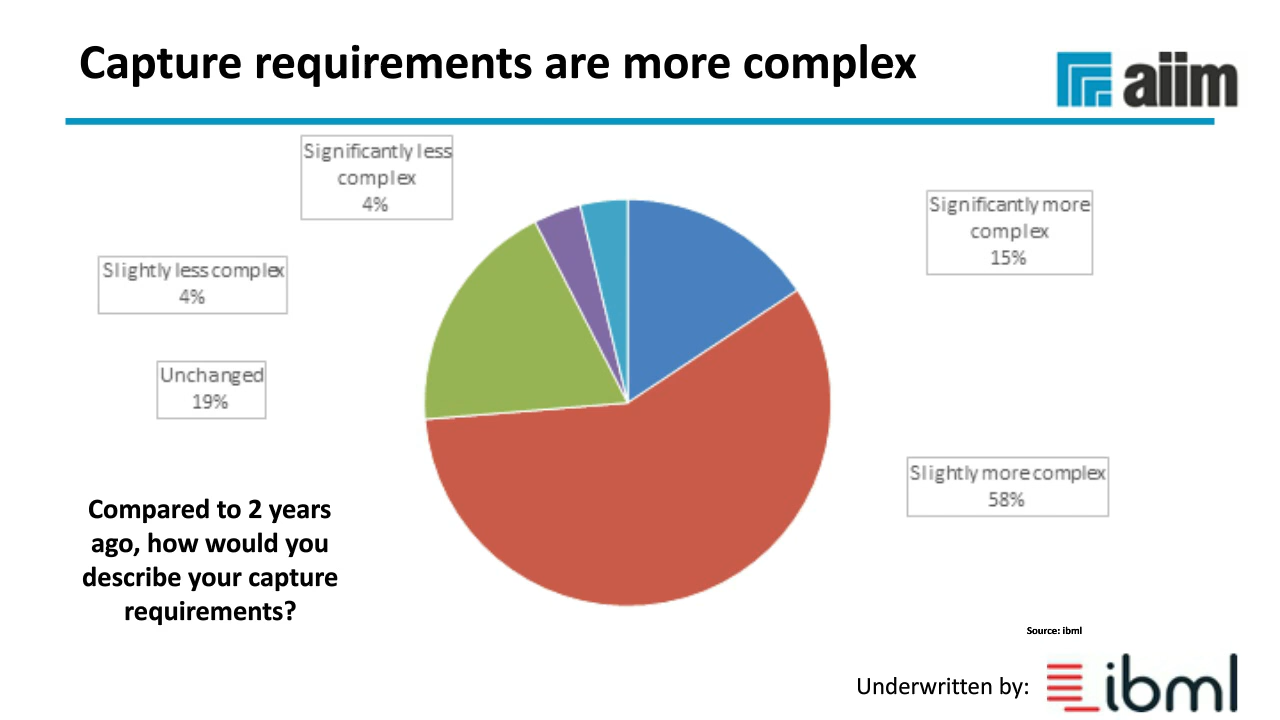 Capture requirements are more complex
aiim
Significantly less
complex
4%
Significantly more
complex
15%
Slightly less complex
4%
Unchanged
19%
Slightly more complex
58%
Compared to 2 years
ago, how would you
describe your capture
requirements?
Source: ibml
Underwritten by:
ibml